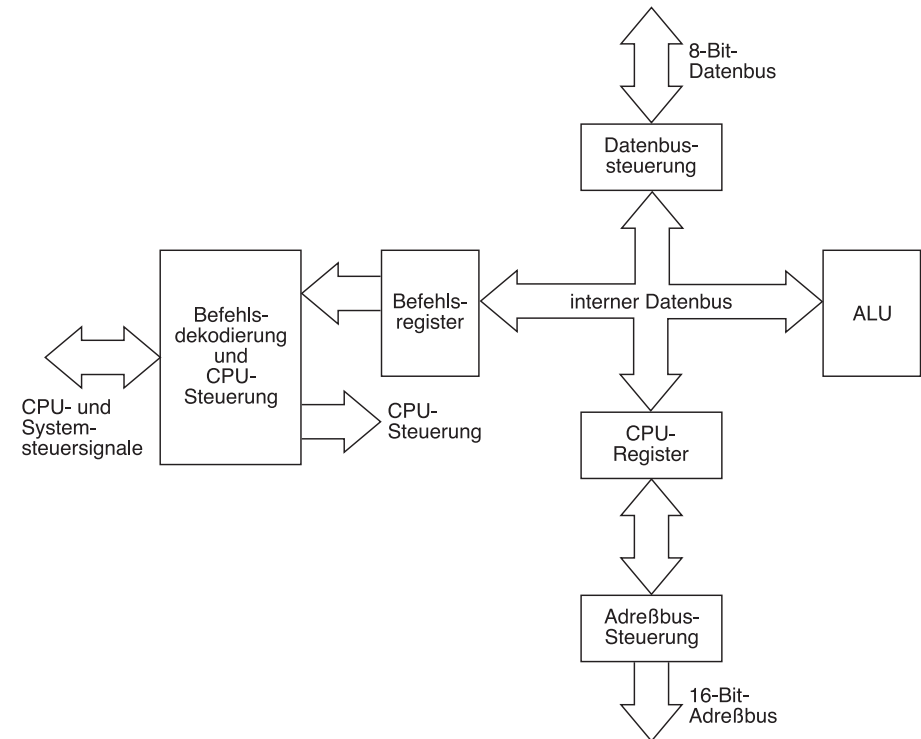 8-Bit-
Datenbus
Datenbus-
steuerung
Befehls-
dekodierung
und
CPU-
Steuerung
Befehls-
register
interner Datenbus
ALU
CPU- und
System-
steuersignale
CPU-
Steuerung
CPU-
Register
Adreßbus-
Steuerung
16-Bit-
Adreßbus